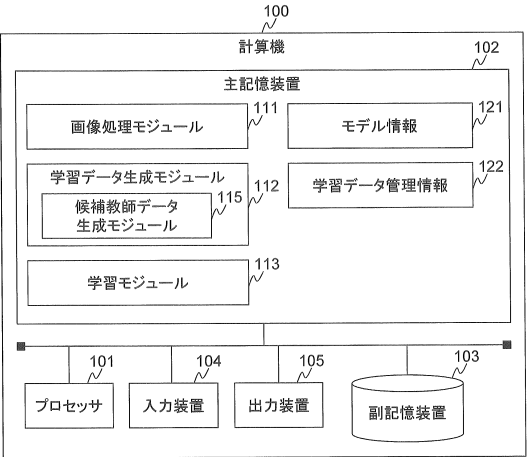 100
計算機
102
主記憶装置
画像処理モジュール
111
モデル情報
121
学習データ生成モジュール
112
候補教師データ
生成モジュール
115
学習データ管理情報
122
学習モジュール
113
101
プロセッサ
104
入力装置
105
出力装置
103
副記憶装置